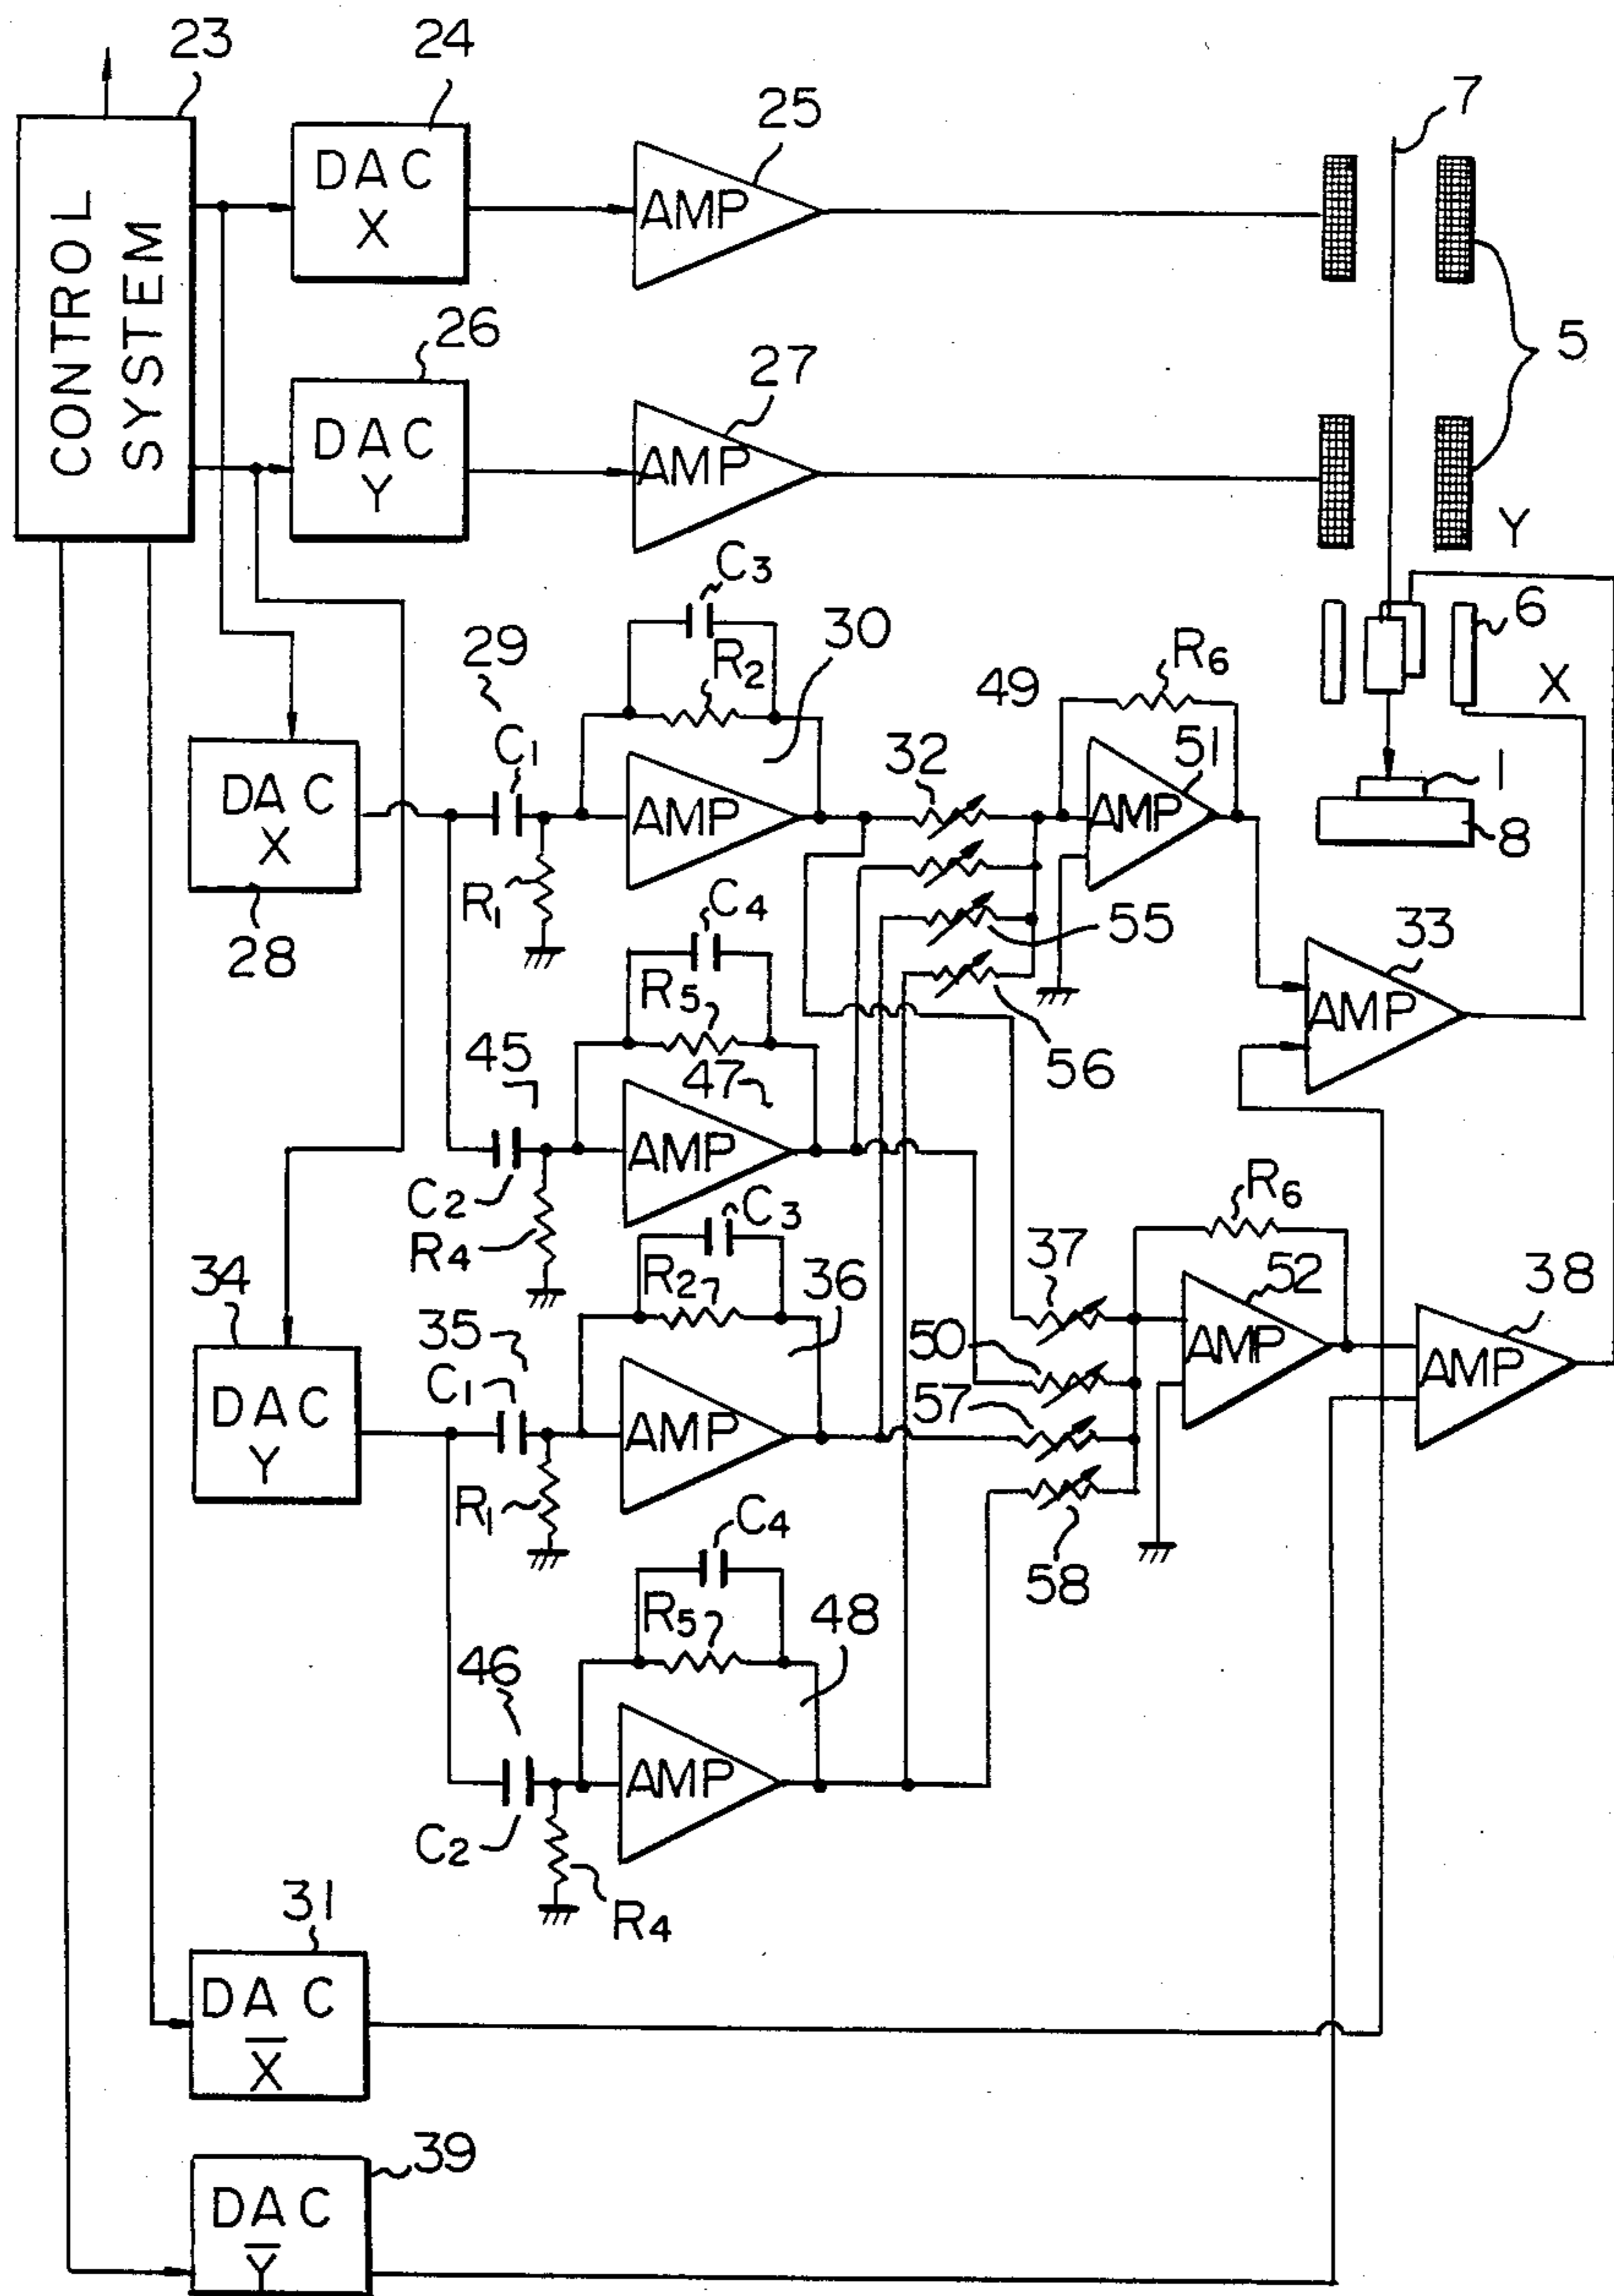 23
24
25
7
CONTROL
SYSTEM
DAC
X
AMP
5
26
27
DAC
Y
AMP
Y
C3
R2
30
29
C1
49
R6
6
X
32
51
DAC
X
AMP
AMP
1
8
28
R1
C4
55
33
R5
56
AMP
45
47
AMP
C2
R4
C3
R6
34
R2
36
37
52
38
35
C1
50
AMP
AMP
DAC
Y
AMP
57
R1
C4
58
R5
48
46
AMP
C2
R4
31
DAC
X̅
39
DAC
Y̅